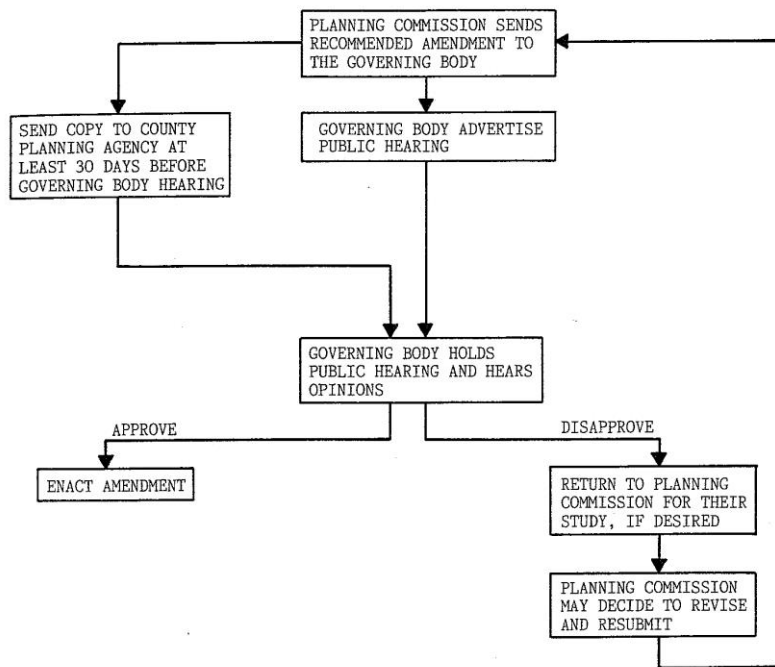 PLANNING COMMISSION SENDS
RECOMMENDED AMENDMENT TO
THE GOVERNING BODY
SEND COPY TO COUNTY
PLANNING AGENCY AT
LEAST 30 DAYS BEFORE
GOVERNING BODY HEARING
GOVERNING BODY ADVERTISE
PUBLIC HEARING
GOVERNING BODY HOLDS
PUBLIC HEARING AND HEARS
OPINIONS
APPROVE
DISAPPROVE
ENACT AMENDMENT
RETURN TO PLANNING
COMMISSION FOR THEIR
STUDY, IF DESIRED
PLANNING COMMISSION
MAY DECIDE TO REVISE
AND RESUBMIT